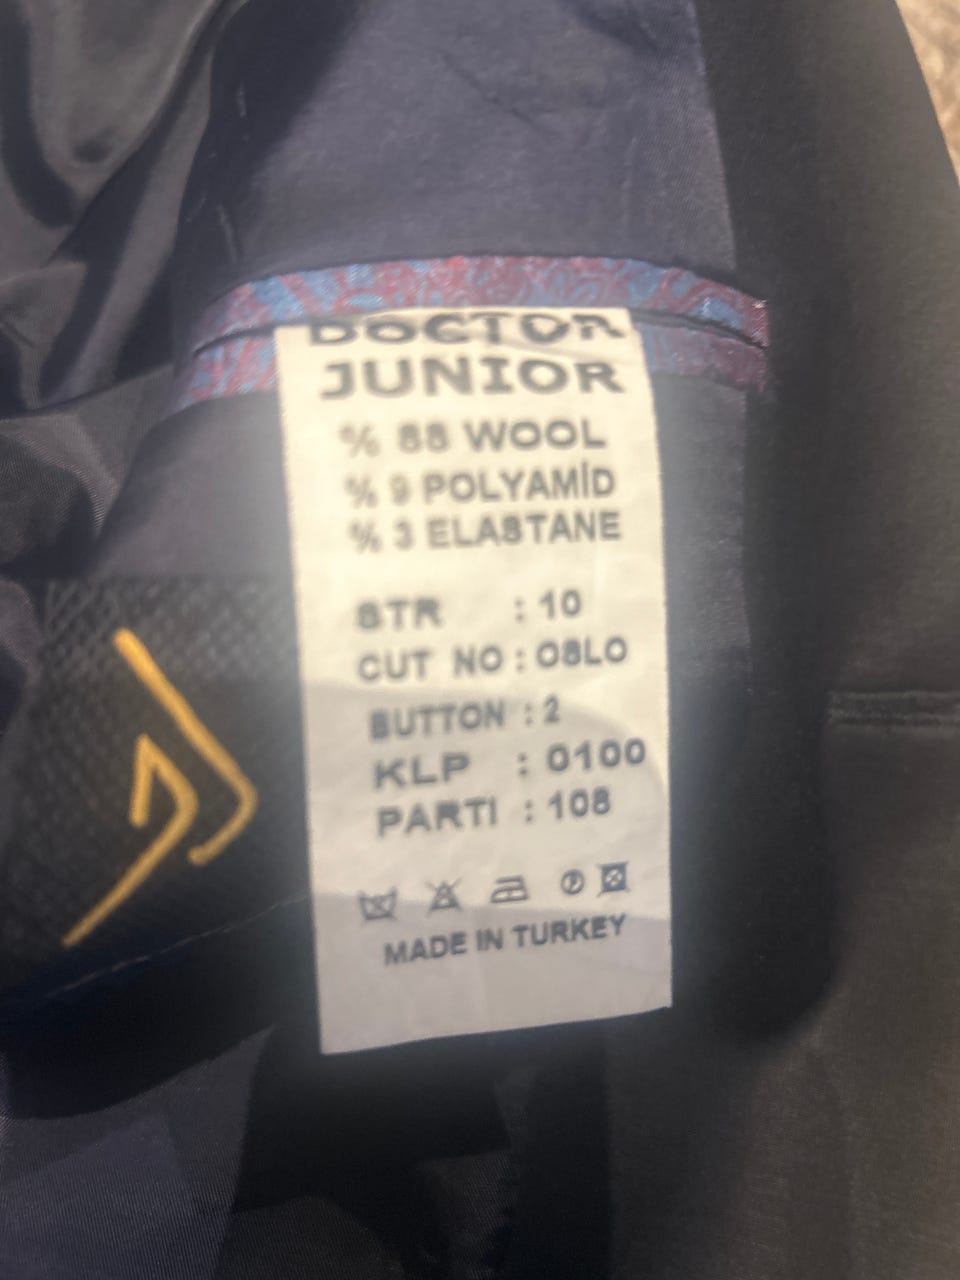 DOCTOR
JUNIOR
% 88 WOOL
% 9 POLYAMİD
% 3 ELASTANE
STR : 10
CUT NO : 08LO
BUTTON : 2
KLP : 0100
PARTI : 108
MADE IN TURKEY